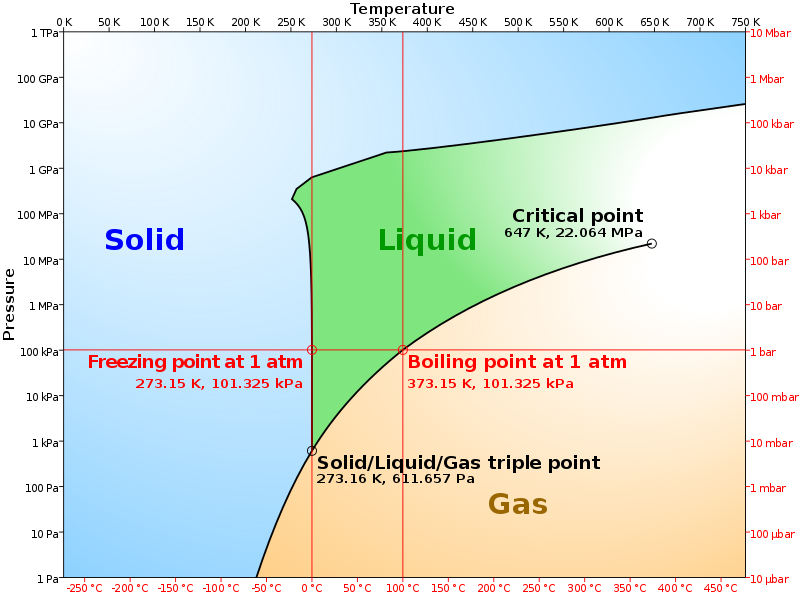 Temperature
0 K 50 K 100 K 150 K 200 K 250 K 300 K 350 K 400 K 450 K 500 K 550 K 600 K 650 K 700 K 750 K
1 TPa 10 Mbar
100 GPa 1 Mbar
10 GPa 100 kbar
1 GPa 10 kbar
100 MPa 1 kbar
Critical point
647 K, 22.064 MPa
Solid Liquid
10 MPa 100 bar
Pressure
1 MPa 10 bar
100 kPa 1 bar
Freezing point at 1 atm Boiling point at 1 atm
273.15 K, 101.325 kPa 373.15 K, 101.325 kPa
10 kPa 100 mbar
1 kPa 10 mbar
Solid/Liquid/Gas triple point
273.16 K, 611.657 Pa
100 Pa 1 mbar
Gas
10 Pa 100 µbar
1 Pa 10 µbar
-250 °C -200 °C -150 °C -100 °C -50 °C 0 °C 50 °C 100 °C 150 °C 200 °C 250 °C 300 °C 350 °C 400 °C 450 °C